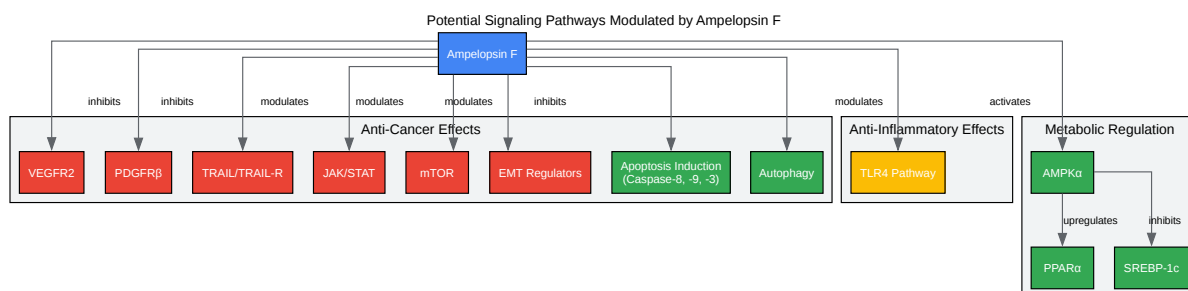 Potential Signaling Pathways Modulated by Ampelopsin F
Ampelopsin F
inhibits
inhibits
modulates
modulates
modulates
inhibits
modulates
activates
Anti-Cancer Effects
Anti-Inflammatory Effects
Metabolic Regulation
VEGFR2
PDGFRβ
TRAIL/TRAIL-R
JAK/STAT
mTOR
EMT Regulators
Apoptosis Induction
(Caspase-8, -9, -3)
Autophagy
TLR4 Pathway
AMPKα
upregulates
inhibits
PPARα
SREBP-1c